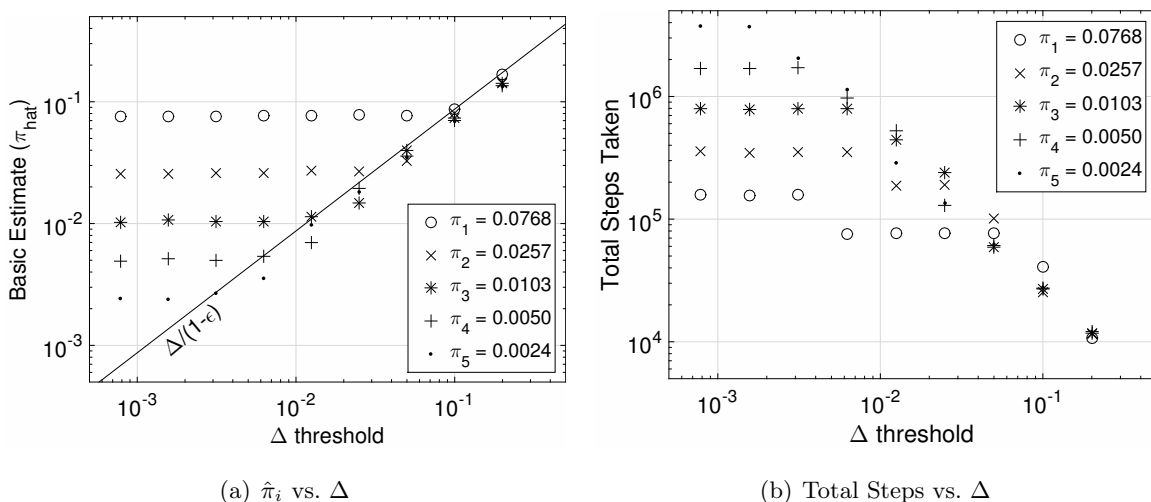 Basic Estimate (π_hat)
10^-1
10^-2
10^-3
Δ/(1-ϵ)
○ π_1 = 0.0768
× π_2 = 0.0257
∗ π_3 = 0.0103
+ π_4 = 0.0050
· π_5 = 0.0024
10^-3 10^-2 10^-1
Δ threshold
(a) π̂_i vs. Δ
Total Steps Taken
10^6
10^5
10^4
○ π_1 = 0.0768
× π_2 = 0.0257
∗ π_3 = 0.0103
+ π_4 = 0.0050
· π_5 = 0.0024
10^-3 10^-2 10^-1
Δ threshold
(b) Total Steps vs. Δ